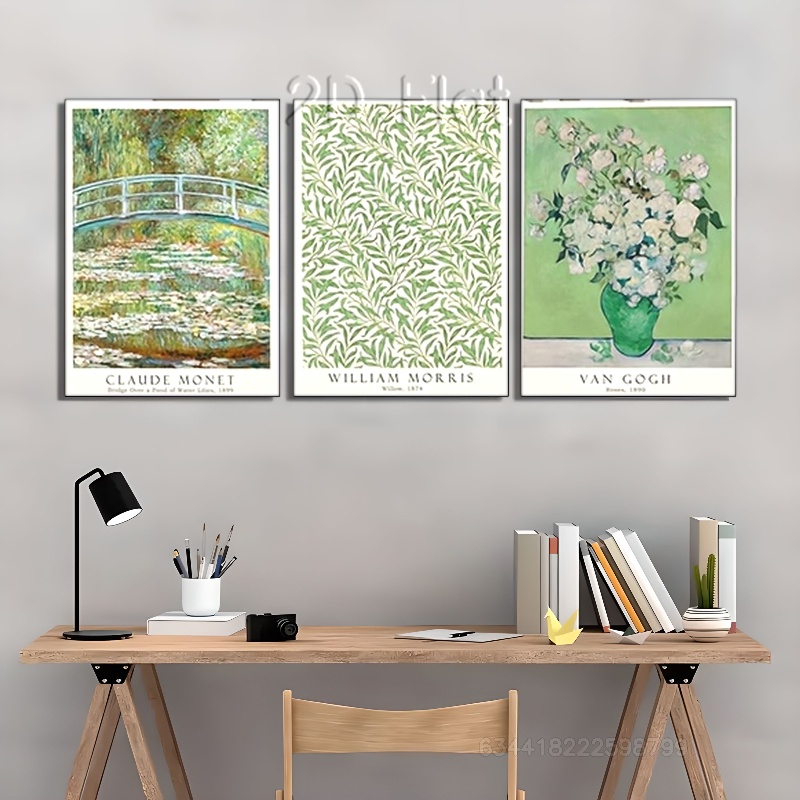 2D Flat
CLAUDE MONET
Bridge Over a Pond of Water Lilies, 1899
WILLIAM MORRIS
Willow, 1874
VAN GOGH
Roses, 1890